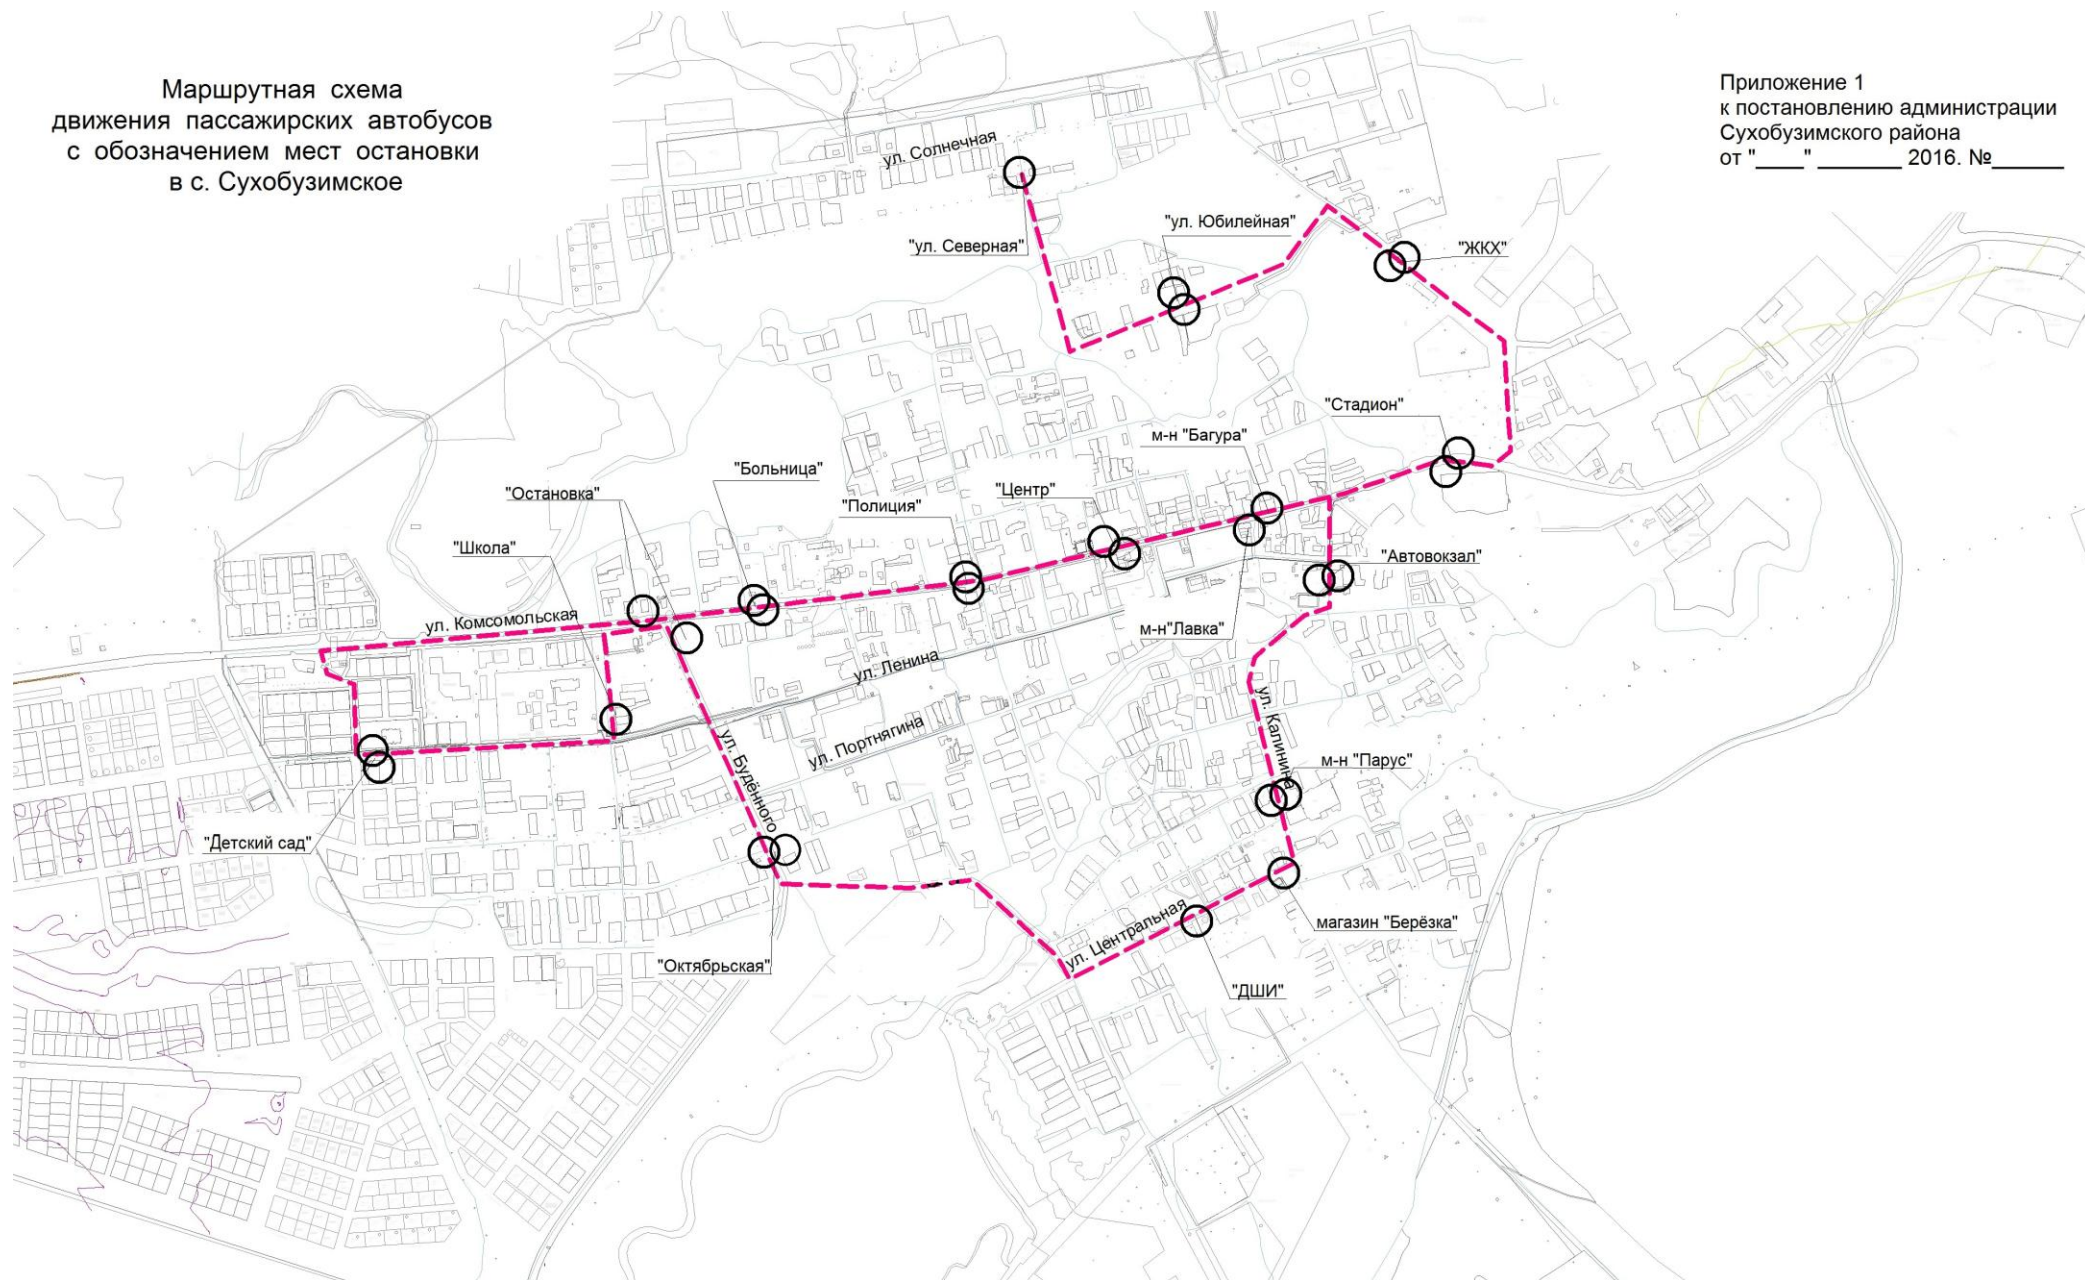 Маршрутная схема
движения пассажирских автобусов
с обозначением мест остановки
в с. Сухобузимское
Приложение 1
к постановлению администрации
Сухобузимского района
от "____" ________ 2016. №_______
ул. Солнечная
"ул. Северная"
"ул. Юбилейная"
"ЖКХ"
"Стадион"
м-н "Багура"
"Больница"
"Остановка"
"Центр"
"Полиция"
"Школа"
"Автовокзал"
ул. Комсомольская
м-н"Лавка"
ул. Ленина
ул. Калинина
ул. Портнягина
ул. Будённого
м-н "Парус"
"Детский сад"
ул. Центральная
магазин "Берёзка"
"Октябрьская"
"ДШИ"